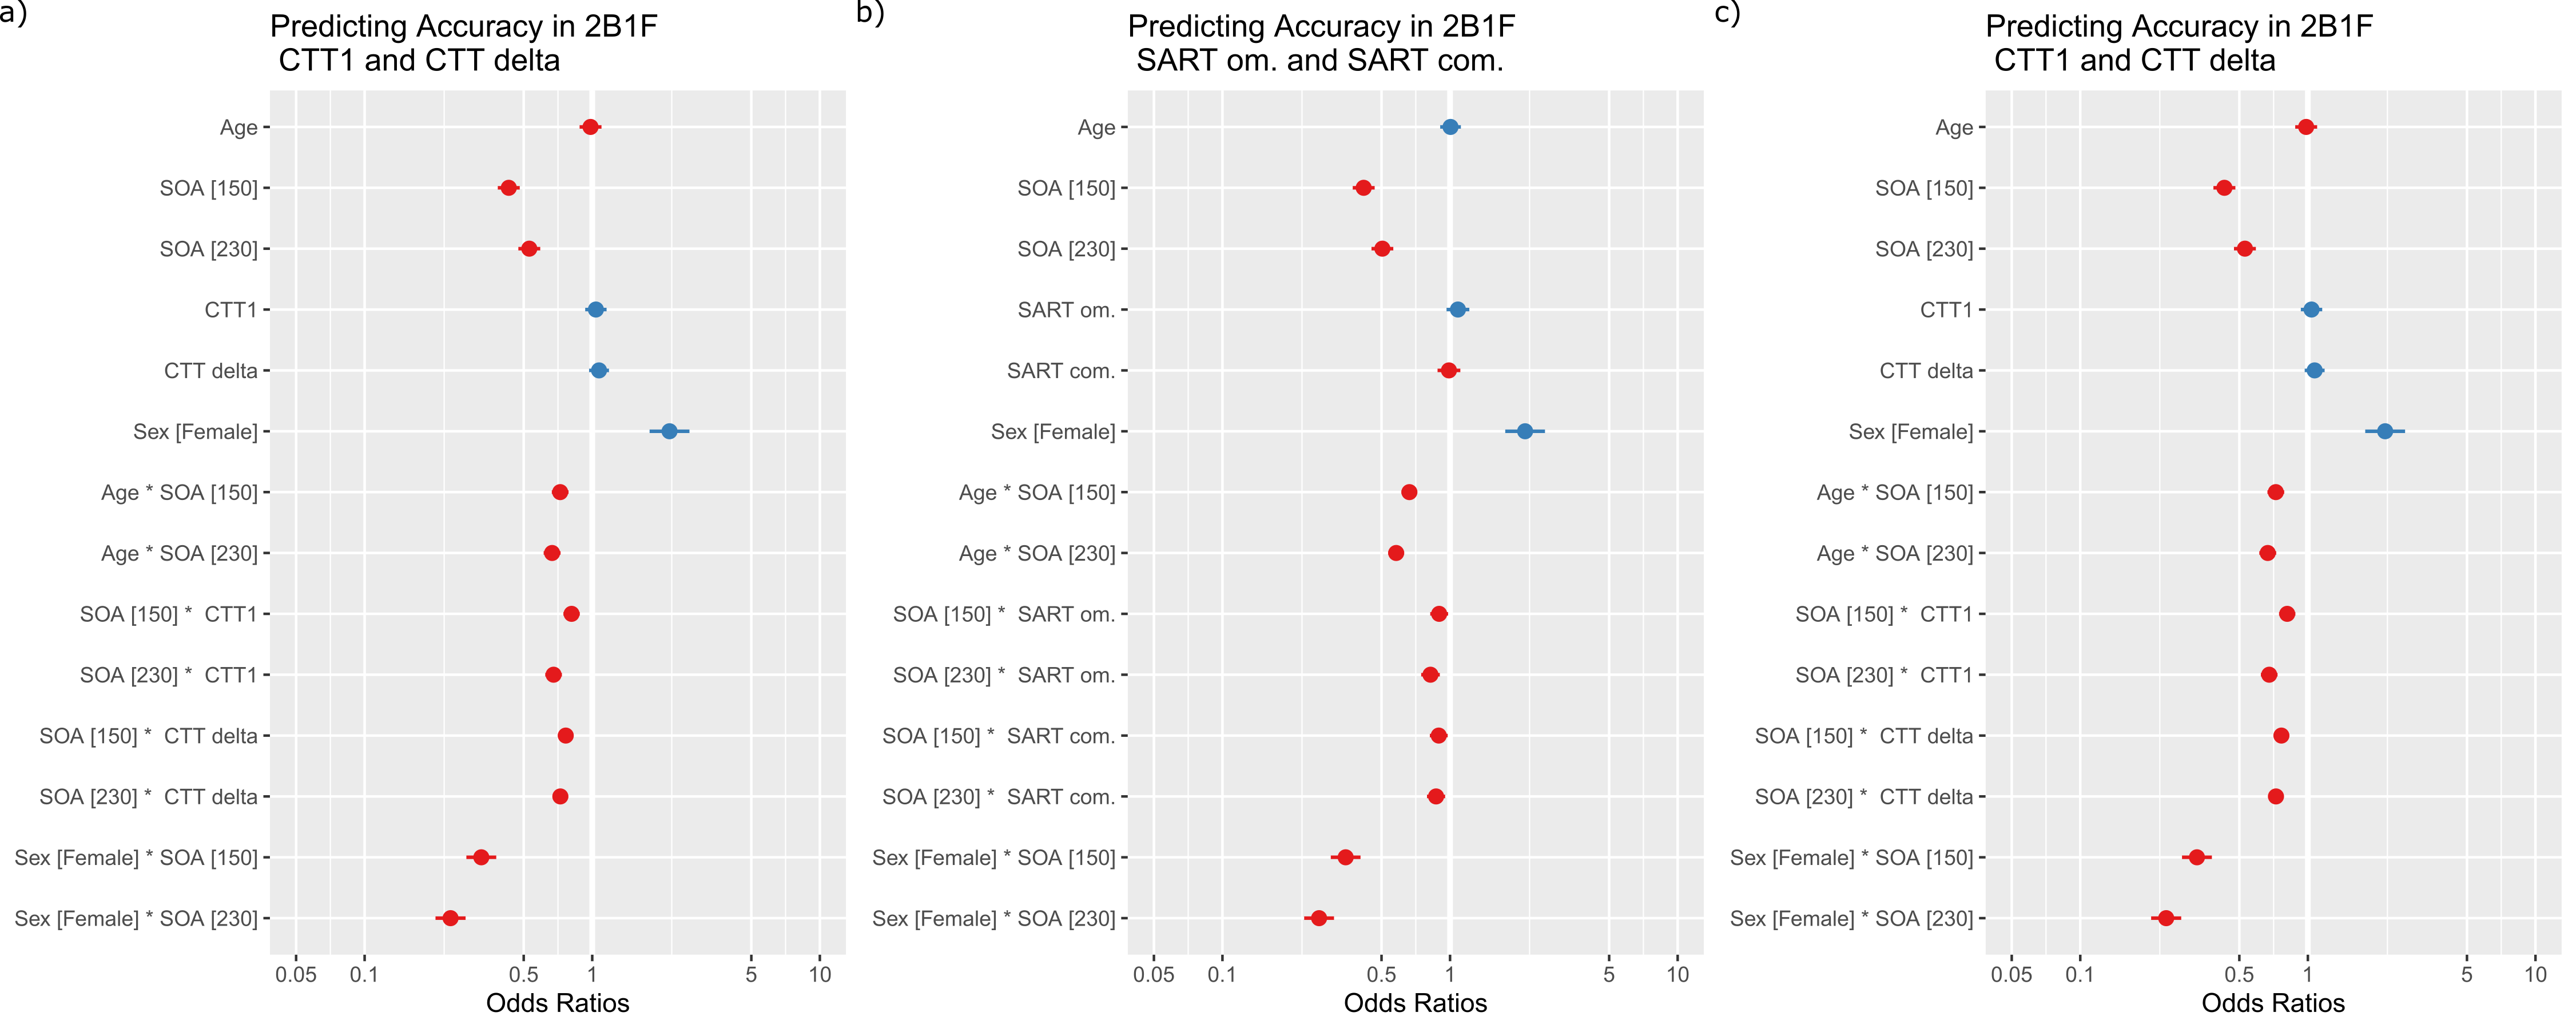 a)
Predicting Accuracy in 2B1F
CTT1 and CTT delta
Age
SOA [150]
SOA [230]
CTT1
CTT delta
Sex [Female]
Age * SOA [150]
Age * SOA [230]
SOA [150] * CTT1
SOA [230] * CTT1
SOA [150] * CTT delta
SOA [230] * CTT delta
Sex [Female] * SOA [150]
Sex [Female] * SOA [230]
0.05 0.1 0.5 1 5 10
Odds Ratios
b)
Predicting Accuracy in 2B1F
SART om. and SART com.
Age
SOA [150]
SOA [230]
SART om.
SART com.
Sex [Female]
Age * SOA [150]
Age * SOA [230]
SOA [150] * SART om.
SOA [230] * SART om.
SOA [150] * SART com.
SOA [230] * SART com.
Sex [Female] * SOA [150]
Sex [Female] * SOA [230]
0.05 0.1 0.5 1 5 10
Odds Ratios
c)
Predicting Accuracy in 2B1F
CTT1 and CTT delta
Age
SOA [150]
SOA [230]
CTT1
CTT delta
Sex [Female]
Age * SOA [150]
Age * SOA [230]
SOA [150] * CTT1
SOA [230] * CTT1
SOA [150] * CTT delta
SOA [230] * CTT delta
Sex [Female] * SOA [150]
Sex [Female] * SOA [230]
0.05 0.1 0.5 1 5 10
Odds Ratios